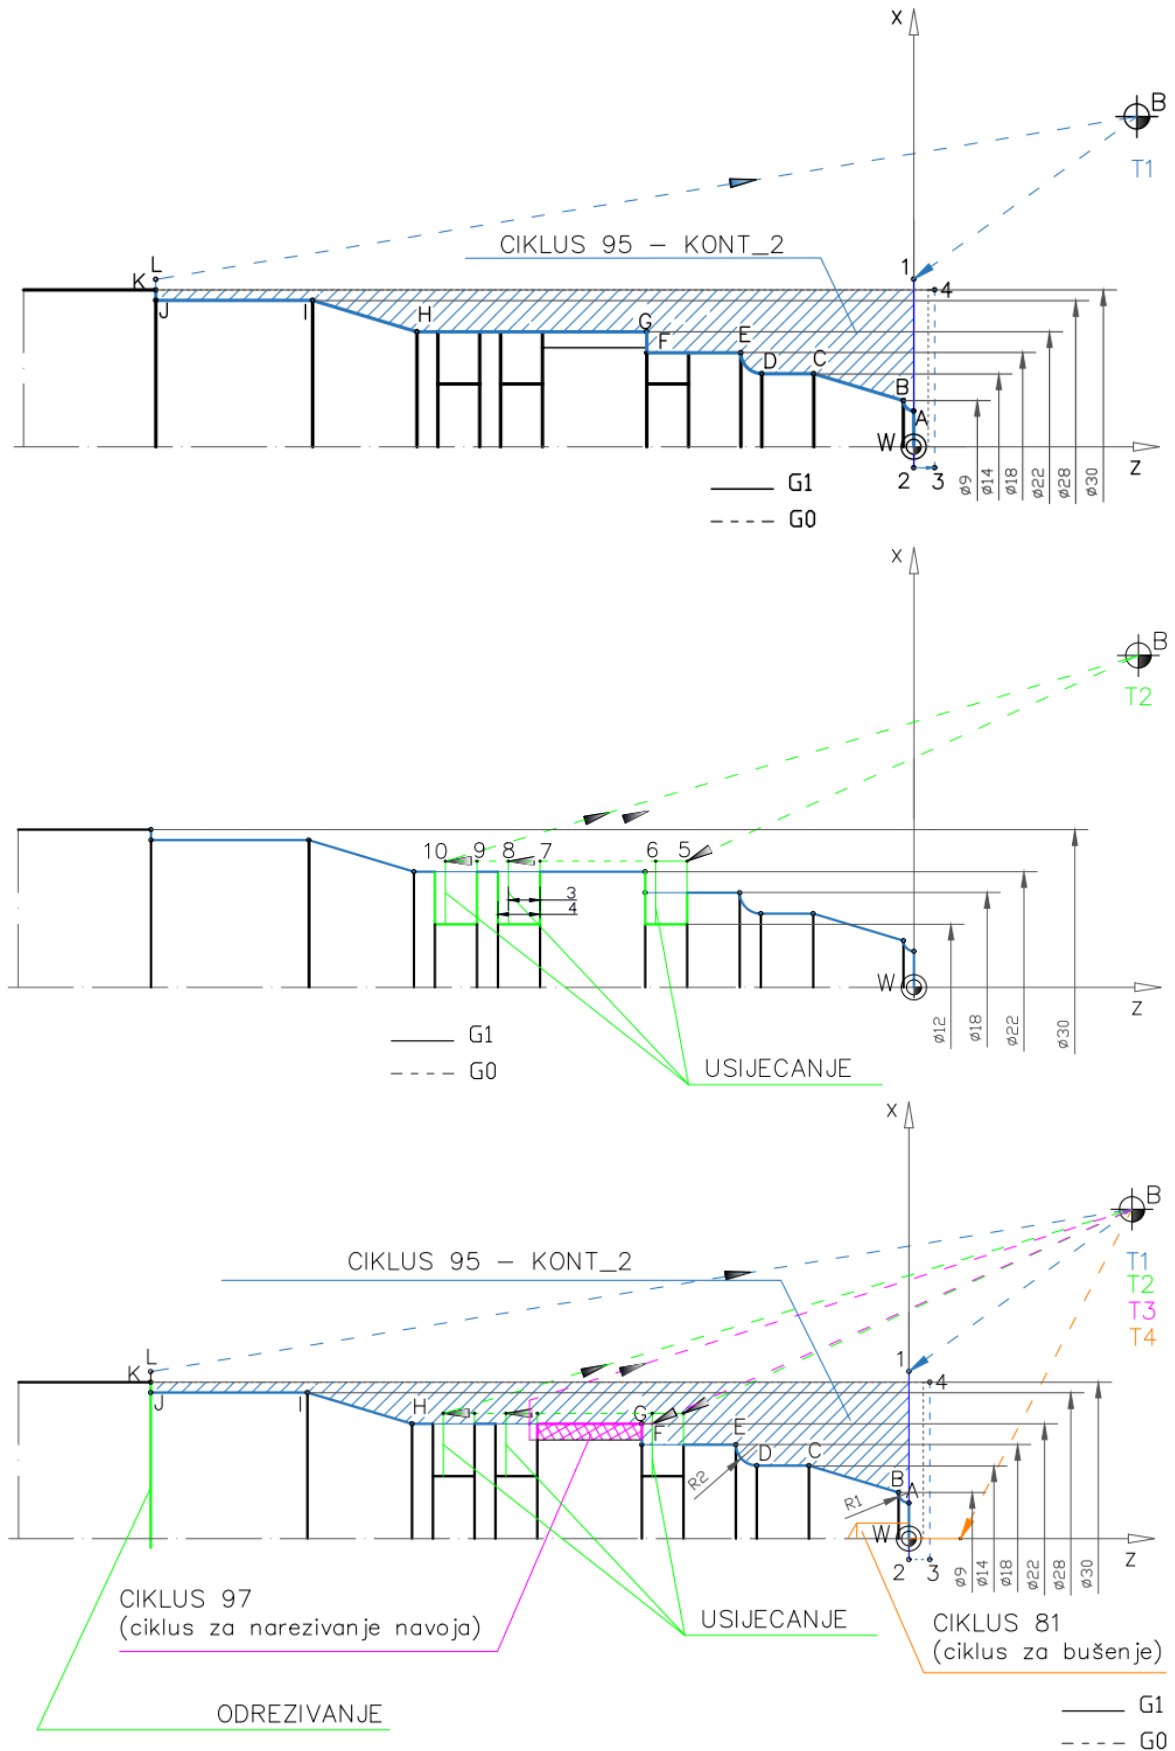 X
B
T1
CIKLUS 95 - KONT_2
L
K
J
I
H
G
F
E
D
C
B
A
1
4
W
2
3
Z
ø9
ø14
ø18
ø22
ø28
ø30
G1
G0
X
B
T2
10
9
8
7
6
5
3
4
W
Z
ø12
ø18
ø22
ø30
G1
G0
USIJECANJE
X
B
CIKLUS 95 - KONT_2
T1
T2
T3
T4
L
K
J
I
H
G
F
E
D
C
B
A
1
4
R2
R1
W
2
3
Z
ø9
ø14
ø18
ø22
ø28
ø30
CIKLUS 97
(ciklus za narezivanje navoja)
USIJECANJE
CIKLUS 81
(ciklus za bušenje)
ODREZIVANJE
G1
G0